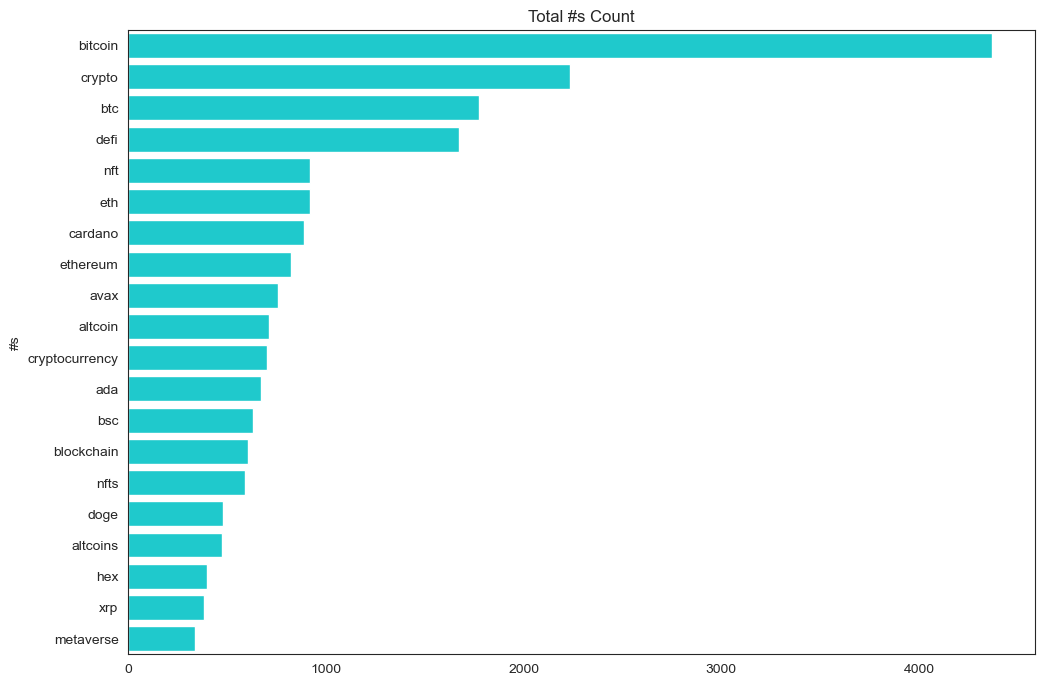 Total #s Count
bitcoin
crypto
btc
defi
nft
eth
cardano
ethereum
avax
altcoin
cryptocurrency
ada
bsc
blockchain
nfts
doge
altcoins
hex
xrp
metaverse
#s
0 1000 2000 3000 4000